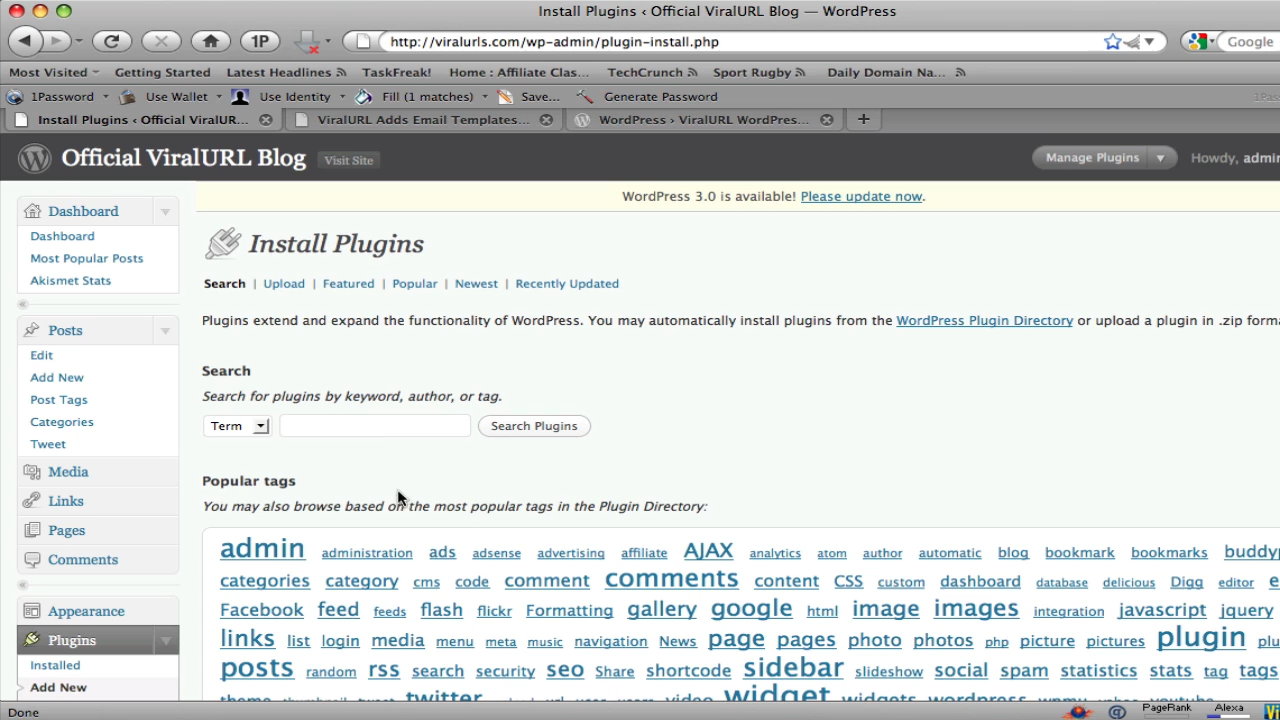 Install Plugins ‹ Official ViralURL Blog — WordPress
1P http://viralurls.com/wp-admin/plugin-install.php Google
Most Visited Getting Started Latest Headlines TaskFreak! Home : Affiliate Clas... TechCrunch Sport Rugby Daily Domain Na...
1Password Use Wallet Use Identity Fill (1 matches) Save... Generate Password
Install Plugins ‹ Official ViralUR... ViralURL Adds Email Templates... WordPress › ViralURL WordPres...
Official ViralURL Blog Visit Site Manage Plugins Howdy, admin
WordPress 3.0 is available! Please update now.
Dashboard
Dashboard
Most Popular Posts
Akismet Stats
Posts
Edit
Add New
Post Tags
Categories
Tweet
Media
Links
Pages
Comments
Appearance
Plugins
Installed
Add New
Install Plugins
Search | Upload | Featured | Popular | Newest | Recently Updated
Plugins extend and expand the functionality of WordPress. You may automatically install plugins from the WordPress Plugin Directory or upload a plugin in .zip forma
Search
Search for plugins by keyword, author, or tag.
Term Search Plugins
Popular tags
You may also browse based on the most popular tags in the Plugin Directory:
admin administration ads adsense advertising affiliate AJAX analytics atom author automatic blog bookmark bookmarks buddyp
categories category cms code comment comments content CSS custom dashboard database delicious Digg editor
Facebook feed feeds flash flickr Formatting gallery google html image images integration javascript jquery
links list login media menu meta music navigation News page pages photo photos php picture pictures plugin plu
posts random rss search security seo Share shortcode sidebar slideshow social spam statistics stats tag tags
theme twitter video widget widgets wordpress wpmu youtube
Done PageRank Alexa